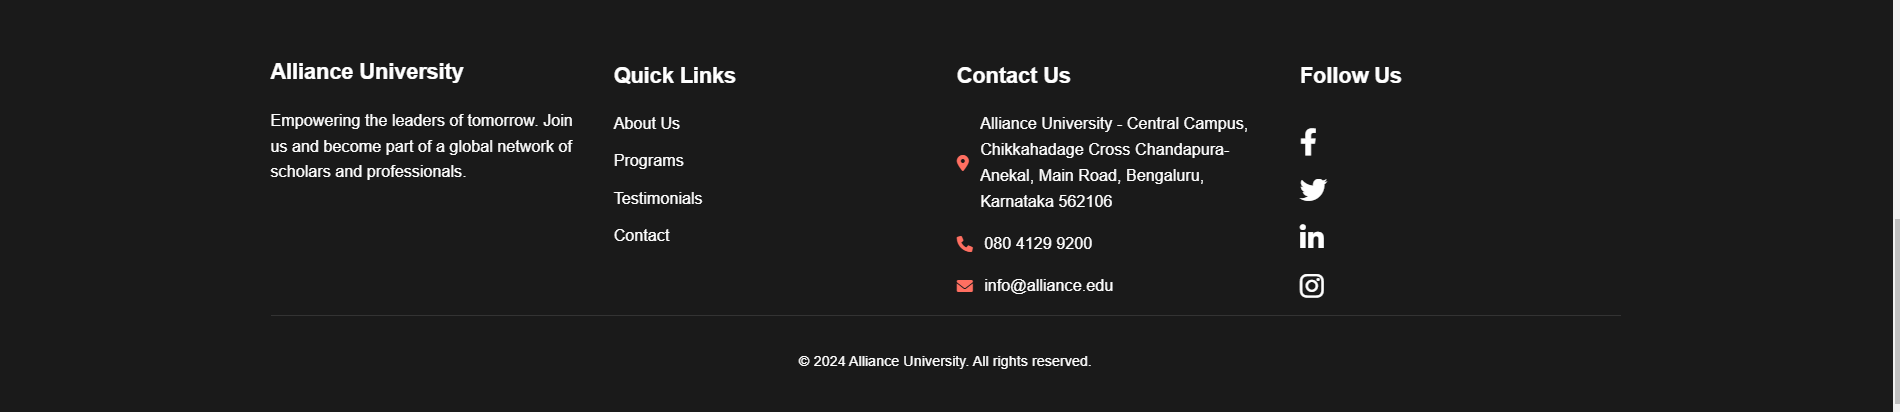 Alliance University
Empowering the leaders of tomorrow. Join
us and become part of a global network of
scholars and professionals.
Quick Links
About Us
Programs
Testimonials
Contact
Contact Us
Alliance University - Central Campus,
Chikkahadage Cross Chandapura-
Anekal, Main Road, Bengaluru,
Karnataka 562106
080 4129 9200
info@alliance.edu
Follow Us
© 2024 Alliance University. All rights reserved.